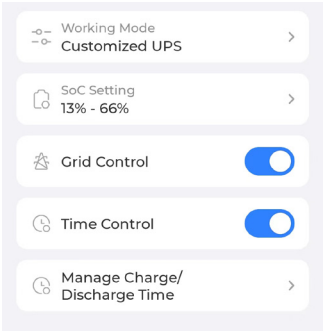 Working Mode
Customized UPS
SoC Setting
13% - 66%
Grid Control
Time Control
Manage Charge/
Discharge Time